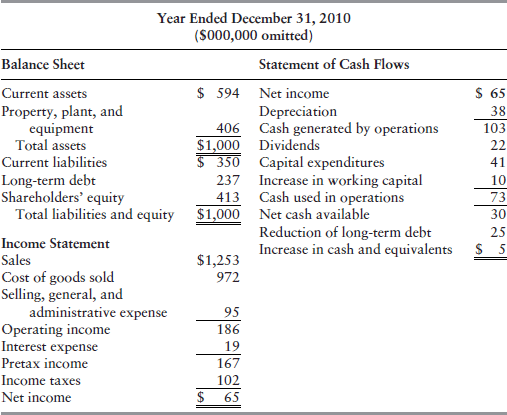 Year Ended December 31, 2010
($000,000 omitted)
Balance Sheet
Current assets $ 594
Property, plant, and
equipment 406
Total assets $1,000
Current liabilities $ 350
Long-term debt 237
Shareholders' equity 413
Total liabilities and equity $1,000
Income Statement
Sales $1,253
Cost of goods sold 972
Selling, general, and
administrative expense 95
Operating income 186
Interest expense 19
Pretax income 167
Income taxes 102
Net income $ 65
Statement of Cash Flows
Net income $ 65
Depreciation 38
Cash generated by operations 103
Dividends 22
Capital expenditures 41
Increase in working capital 10
Cash used in operations 73
Net cash available 30
Reduction of long-term debt 25
Increase in cash and equivalents $ 5